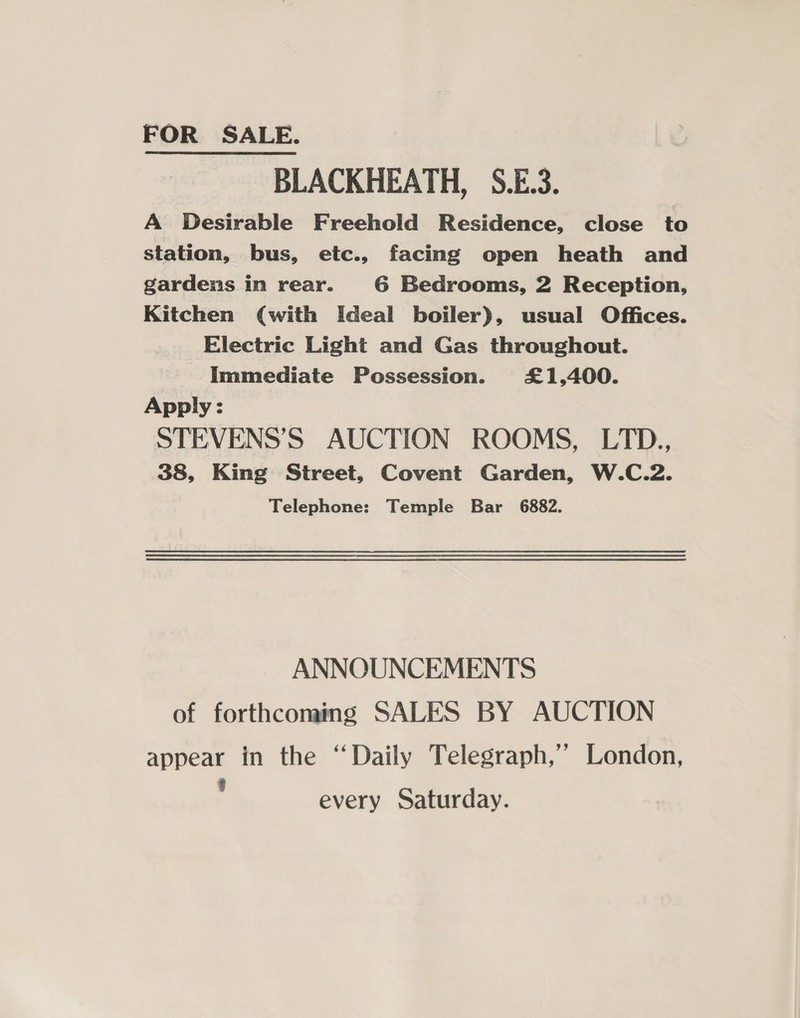 FOR SALE.
BLACKHEATH, S.E.3.
A Desirable Freehold Residence, close to
station, bus, etc., facing open heath and
gardens in rear. 6 Bedrooms, 2 Reception,
Kitchen (with Ideal boiler), usual Offices.
Electric Light and Gas throughout.
Immediate Possession. £1,400.
Apply:
STEVENS'S AUCTION ROOMS, LTD.,
38, King Street, Covent Garden, W.C.2.
Telephone: Temple Bar 6882.
ANNOUNCEMENTS
of forthcoming SALES BY AUCTION
appear in the “Daily Telegraph,” London,
every Saturday.